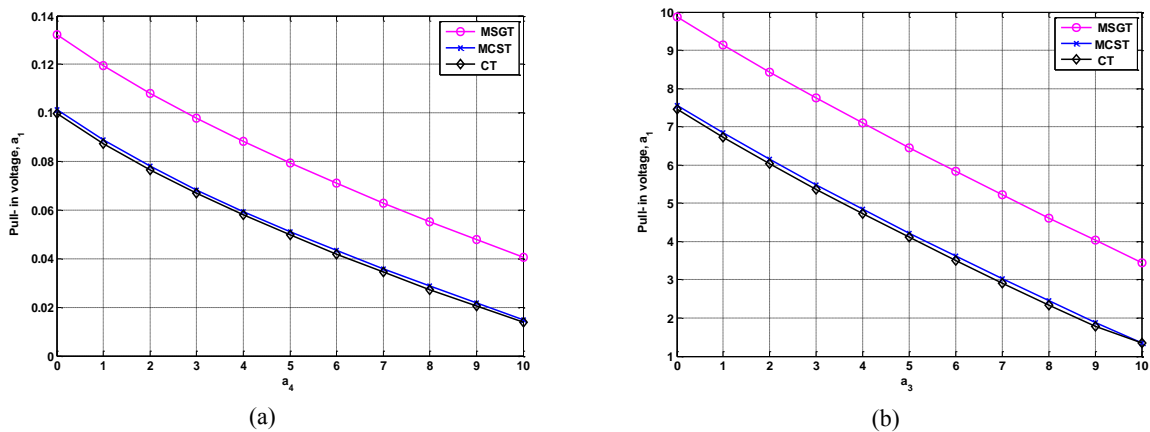 0.14
0.12
0.10
0.08
0.06
0.04
0.02
0
Pull- in voltage, a1
MSGT
MCST
CT
0 1 2 3 4 5 6 7 8 9 10
a4
(a)
10
9
8
7
6
5
4
3
2
1
Pull- in voltage, a1
MSGT
MCST
CT
0 1 2 3 4 5 6 7 8 9 10
a3
(b)